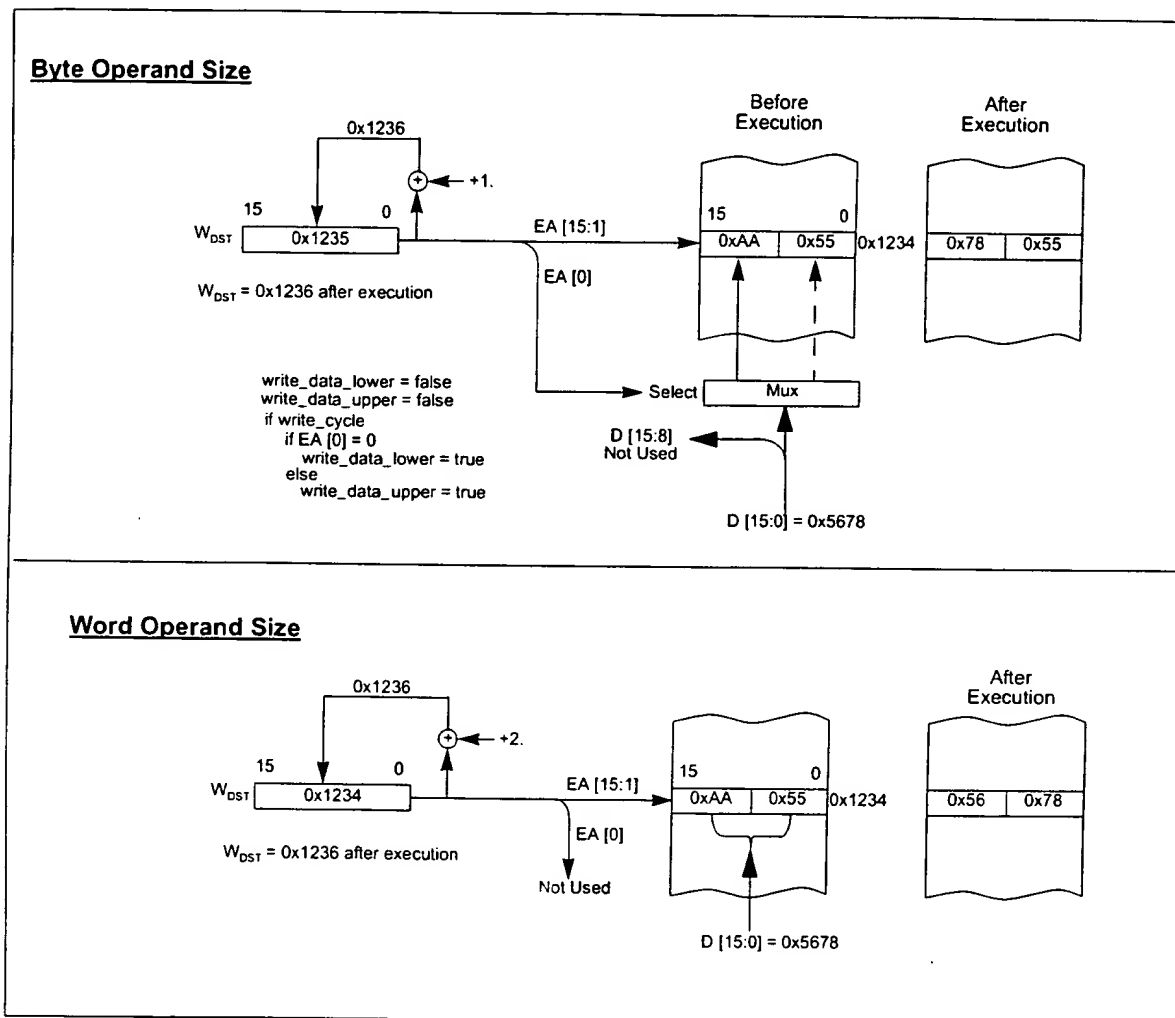 Byte Operand Size
Before
Execution
After
Execution
0x1236
+1.
15 0
W_DST 0x1235
EA [15:1]
EA [0]
15 0
0xAA 0x55 0x1234
0x78 0x55
W_DST = 0x1236 after execution
write_data_lower = false
write_data_upper = false
if write_cycle
if EA [0] = 0
write_data_lower = true
else
write_data_upper = true
Select Mux
D [15:8]
Not Used
D [15:0] = 0x5678
Word Operand Size
After
Execution
0x1236
+2.
15 0
W_DST 0x1234
EA [15:1]
EA [0]
Not Used
15 0
0xAA 0x55 0x1234
0x56 0x78
W_DST = 0x1236 after execution
D [15:0] = 0x5678